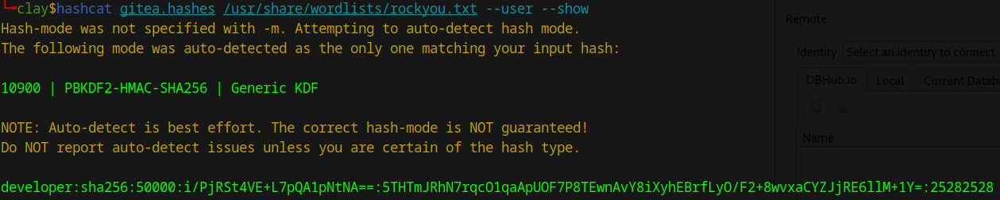 └─clay$hashcat gitea.hashes /usr/share/wordlists/rockyou.txt --user --show
Hash-mode was not specified with -m. Attempting to auto-detect hash mode.
The following mode was auto-detected as the only one matching your input hash:
10900 | PBKDF2-HMAC-SHA256 | Generic KDF
NOTE: Auto-detect is best effort. The correct hash-mode is NOT guaranteed!
Do NOT report auto-detect issues unless you are certain of the hash type.
developer:sha256:50000:i/PjRSt4VE+L7pQA1pNtNA==:5THTmJRhN7rqcO1qaApUOF7P8TEwnAvY8iXyhEBrfLyO/F2+8wvxaCYZJjRE6llM+1Y=:25282528
Remote
Identity Select an identity to connect
DBHub.io Local Current Datab
Name